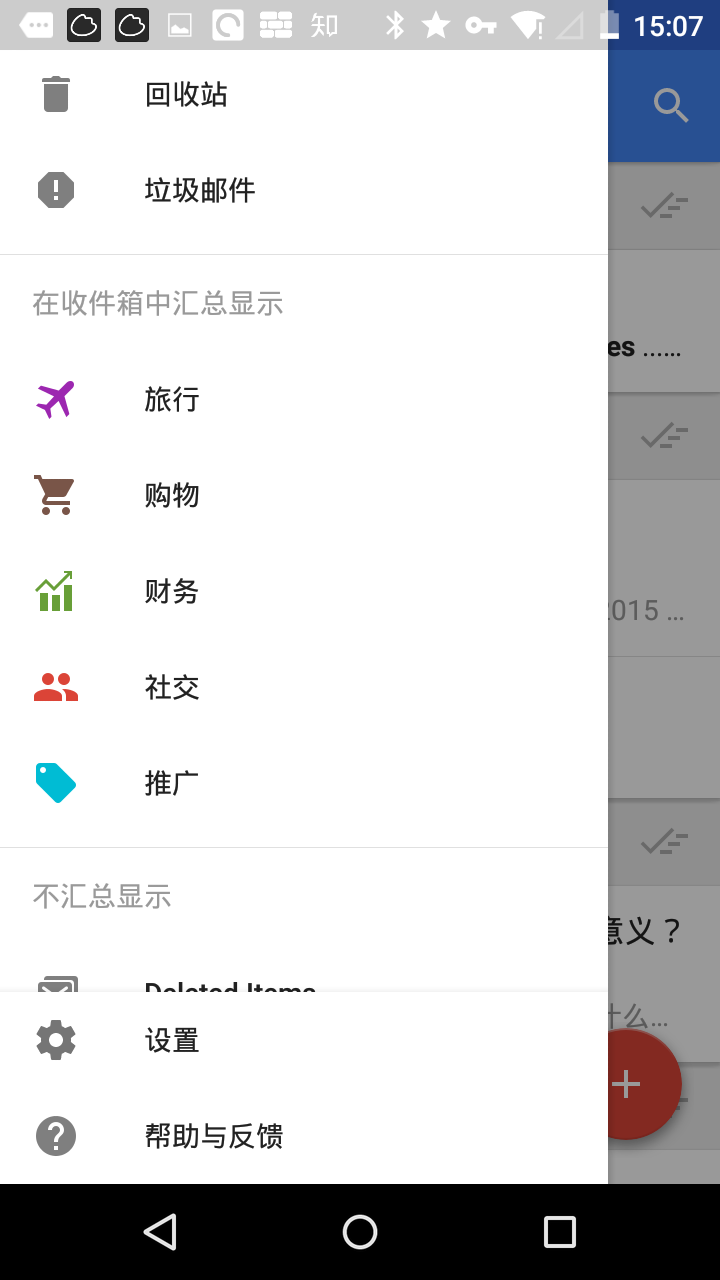 知 15:07
回收站
垃圾邮件
在收件箱中汇总显示
es ......
旅行
购物
财务
2015 ...
社交
推广
不汇总显示
意义？
Deleted Items
什么...
设置
帮助与反馈